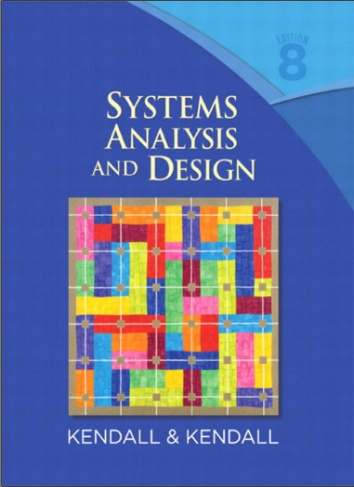 EDITION
8
SYSTEMS
ANALYSIS
AND DESIGN
KENDALL & KENDALL